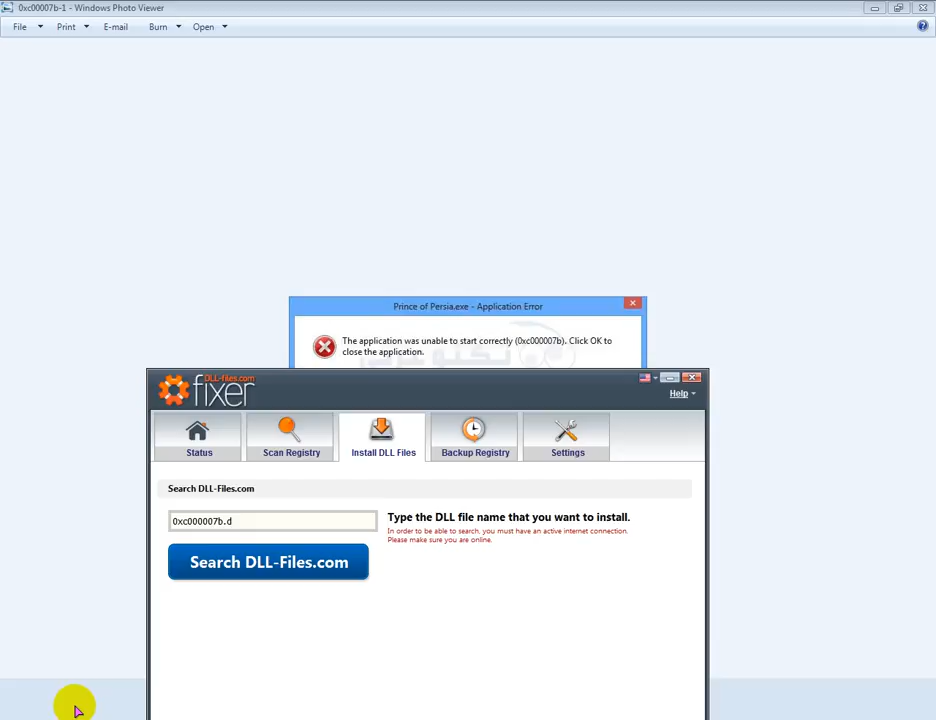 0xc00007b-1 - Windows Photo Viewer
File Print E-mail Burn Open
Prince of Persia.exe - Application Error
The application was unable to start correctly (0xc000007b). Click OK to
close the application.
DLL-files.com
fixer
Help
Status Scan Registry Install DLL Files Backup Registry Settings
Search DLL-Files.com
0xc000007b.d
Type the DLL file name that you want to install.
In order to be able to search, you must have an active internet connection.
Please make sure you are online.
Search DLL-Files.com